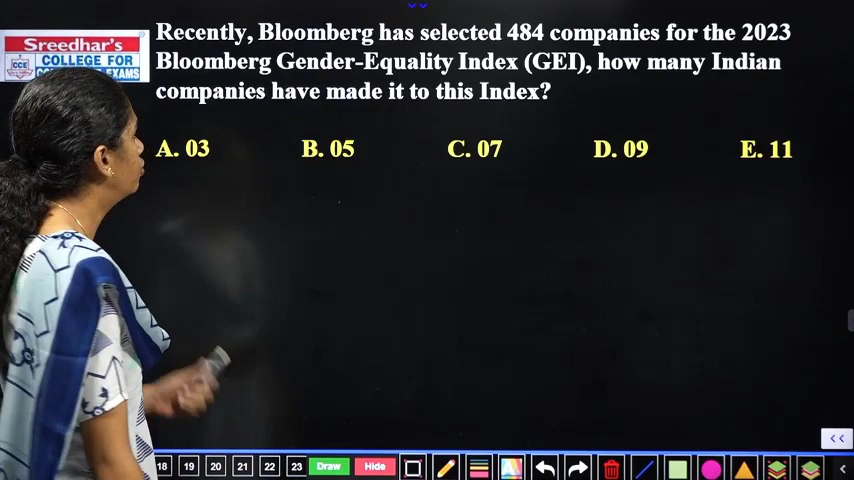 Recently, Bloomberg has selected 484 companies for the 2023
Bloomberg Gender-Equality Index (GEI), how many Indian
companies have made it to this Index?
Sreedhar's
CCE
COLLEGE FOR
EXAMS
A. 03 B. 05 C. 07 D. 09 E. 11
<<
18 19 20 21 22 23 Draw Hide